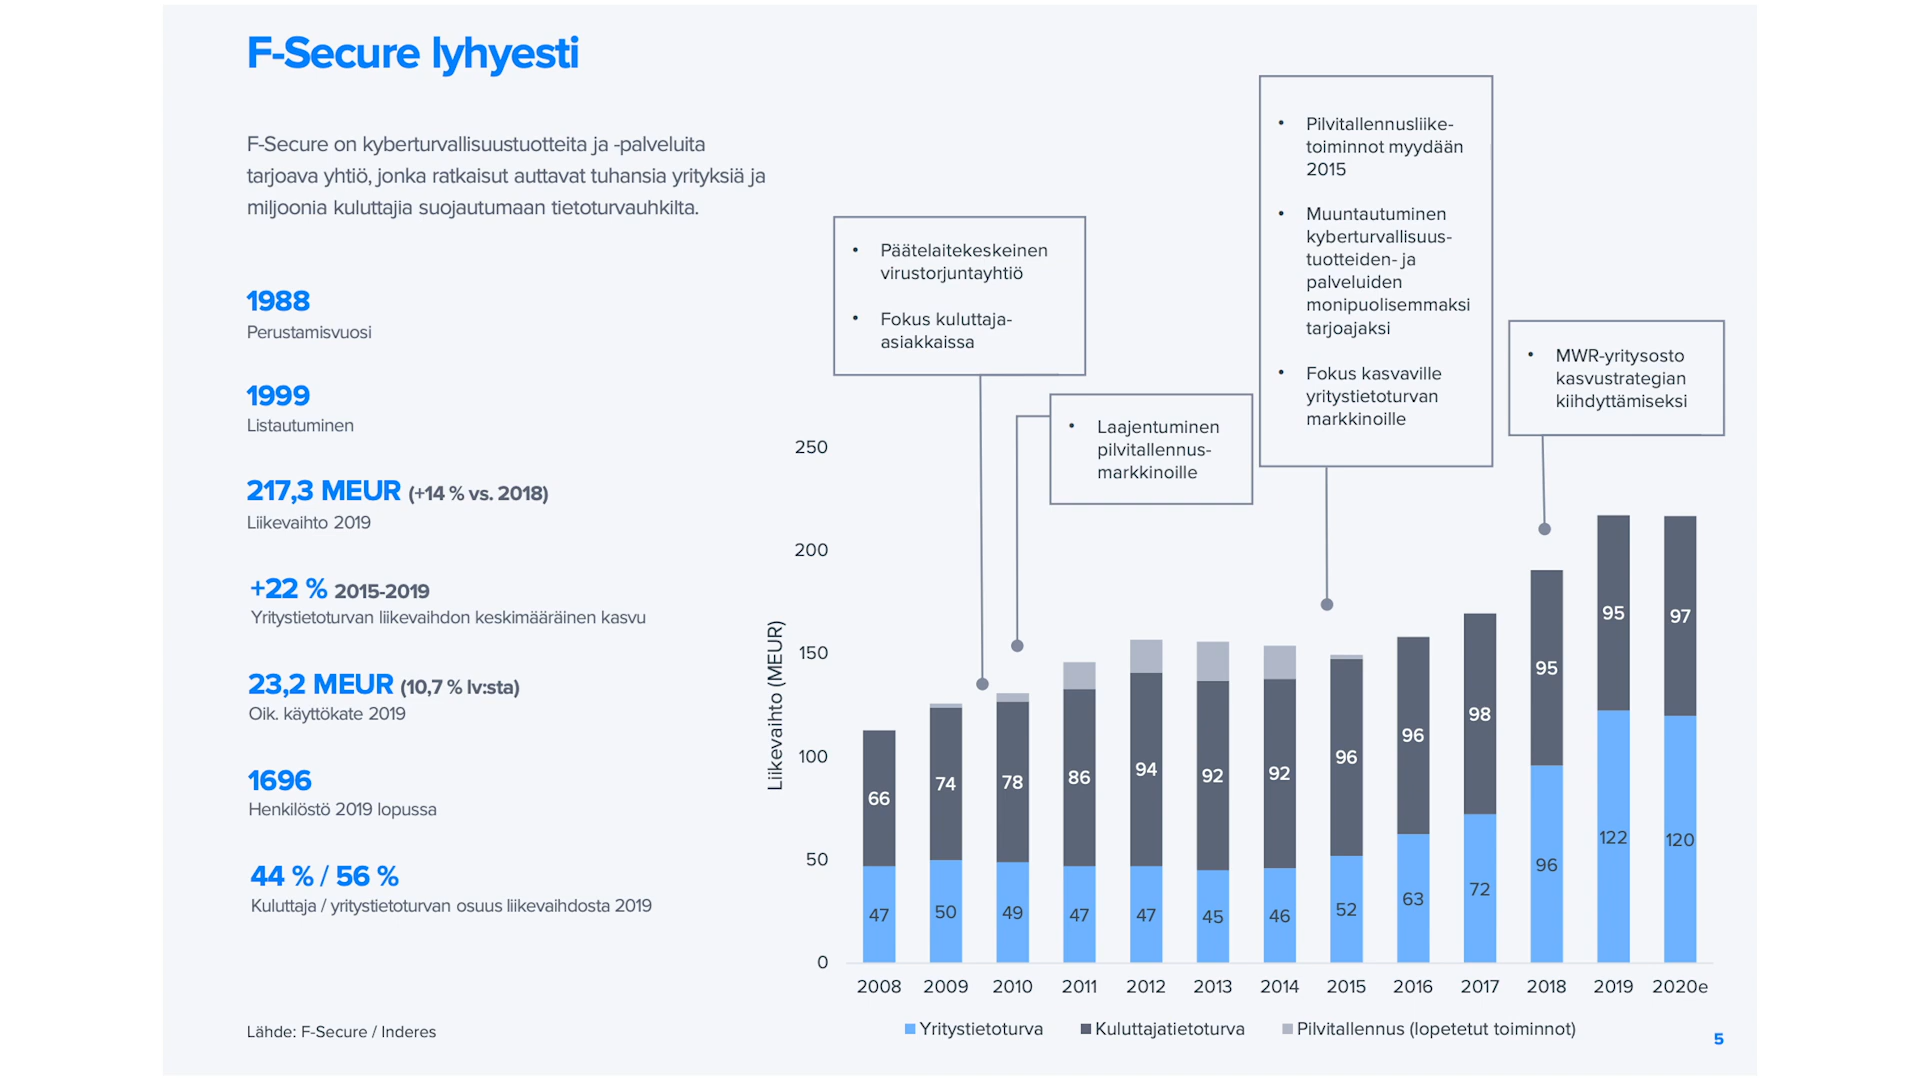 F-Secure lyhyesti
F-Secure on kyberturvallisuustuotteita ja -palveluita
tarjoava yhtiö, jonka ratkaisut auttavat tuhansia yrityksiä ja
miljoonia kuluttajia suojautumaan tietoturvauhkilta.
1988
Perustamisvuosi
1999
Listautuminen
217,3 MEUR (+14 % vs. 2018)
Liikevaihto 2019
+22 % 2015-2019
Yritystietoturvan liikevaihdon keskimääräinen kasvu
23,2 MEUR (10,7 % lv:sta)
Oik. käyttökate 2019
1696
Henkilöstö 2019 lopussa
44 % / 56 %
Kuluttaja / yritystietoturvan osuus liikevaihdosta 2019
Lähde: F-Secure / Inderes
• Päätelaitekeskeinen
virustorjuntayhtiö
• Fokus kuluttaja-
asiakkaissa
• Laajentuminen
pilvitallennus-
markkinoille
• Pilvitallennusliike-
toiminnot myydään
2015
• Muuntautuminen
kyberturvallisuus-
tuotteiden- ja
palveluiden
monipuolisemmaksi
tarjoajaksi
• Fokus kasvaville
yritystietoturvan
markkinoille
• MWR-yritysosto
kasvustrategian
kiihdyttämiseksi
Liikevaihto (MEUR)
250
200
150
100
50
0
66 74 78 86 94 92 92 96 96 98 95 95 97
47 50 49 47 47 45 46 52 63 72 96 122 120
2008 2009 2010 2011 2012 2013 2014 2015 2016 2017 2018 2019 2020e
Yritystietoturva Kuluttajatietoturva Pilvitallennus (lopetetut toiminnot)
5